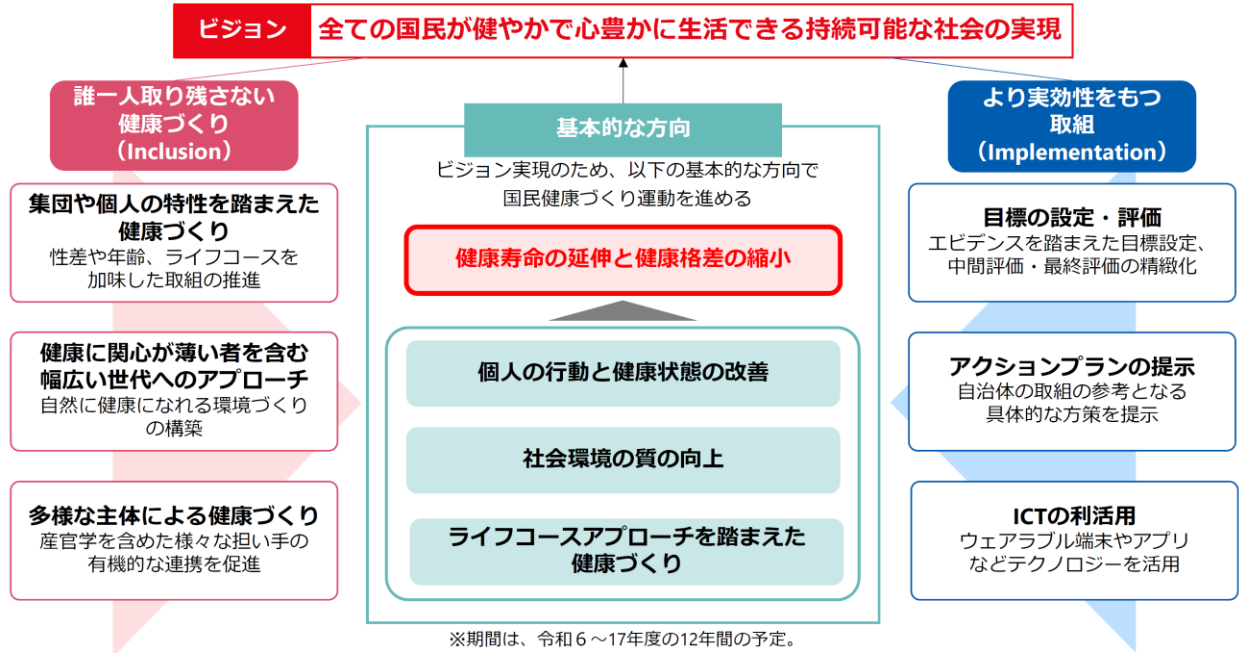 ビジョン 全ての国民が健やかで心豊かに生活できる持続可能な社会の実現
誰一人取り残さない
健康づくり
（Inclusion）
集団や個人の特性を踏まえた
健康づくり
性差や年齢、ライフコースを
加味した取組の推進
健康に関心が薄い者を含む
幅広い世代へのアプローチ
自然に健康になれる環境づくり
の構築
多様な主体による健康づくり
産官学を含めた様々な担い手の
有機的な連携を促進
基本的な方向
ビジョン実現のため、以下の基本的な方向で
国民健康づくり運動を進める
健康寿命の延伸と健康格差の縮小
個人の行動と健康状態の改善
社会環境の質の向上
ライフコースアプローチを踏まえた
健康づくり
※期間は、令和６～17年度の12年間の予定。
より実効性をもつ
取組
（Implementation）
目標の設定・評価
エビデンスを踏まえた目標設定、
中間評価・最終評価の精緻化
アクションプランの提示
自治体の取組の参考となる
具体的な方策を提示
ICTの利活用
ウェアラブル端末やアプリ
などテクノロジーを活用